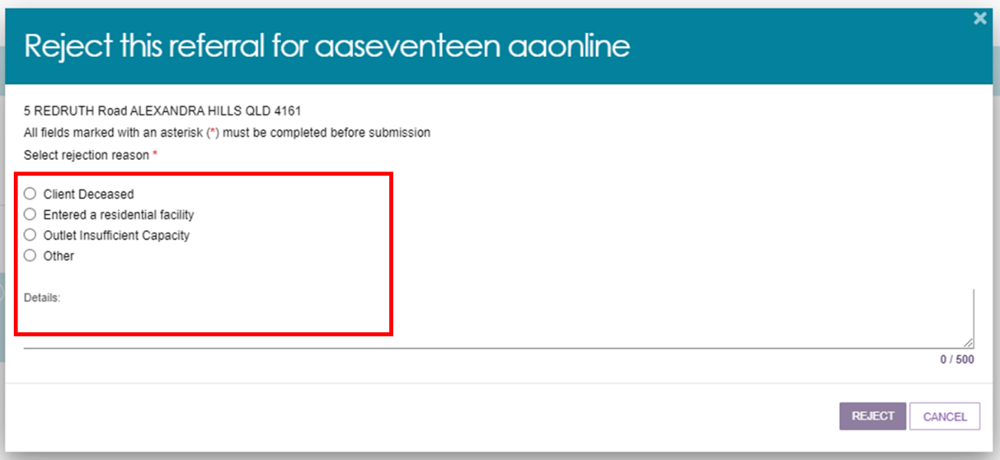 Reject this referral for aaseventeen aaonline
5 REDRUTH Road ALEXANDRA HILLS QLD 4161
All fields marked with an asterisk (*) must be completed before submission
Select rejection reason *
Client Deceased
Entered a residential facility
Outlet Insufficient Capacity
Other
Details:
0 / 500
REJECT CANCEL